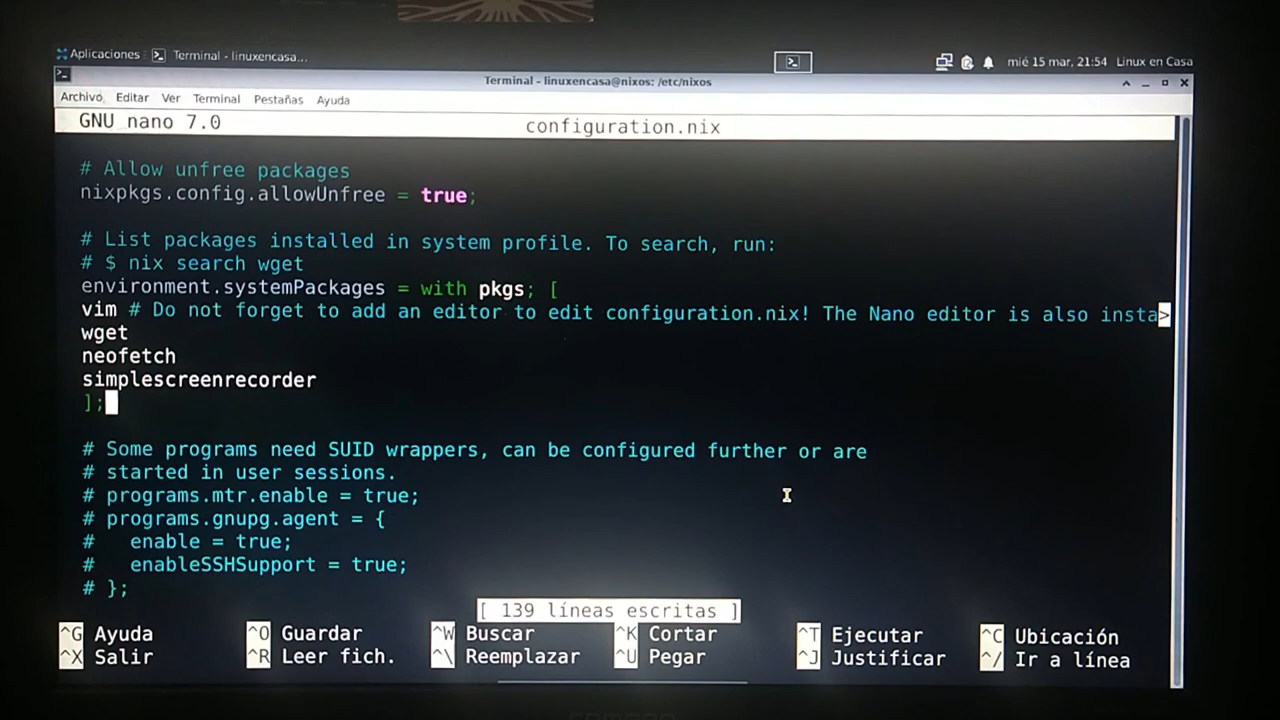 Aplicaciones
Terminal - linuxencasa...
mié 15 mar, 21:54 Linux en Casa
Terminal - linuxencasa@nixos: /etc/nixos
Archivo Editar Ver Terminal Pestañas Ayuda
GNU nano 7.0 configuration.nix
# Allow unfree packages
nixpkgs.config.allowUnfree = true;
# List packages installed in system profile. To search, run:
# $ nix search wget
environment.systemPackages = with pkgs; [
vim # Do not forget to add an editor to edit configuration.nix! The Nano editor is also insta>
wget
neofetch
simplescreenrecorder
];
# Some programs need SUID wrappers, can be configured further or are
# started in user sessions.
# programs.mtr.enable = true;
# programs.gnupg.agent = {
#   enable = true;
#   enableSSHSupport = true;
# };
[ 139 líneas escritas ]
^G Ayuda ^O Guardar ^W Buscar ^K Cortar ^T Ejecutar ^C Ubicación
^X Salir ^R Leer fich. ^\ Reemplazar ^U Pegar ^J Justificar ^/ Ir a línea